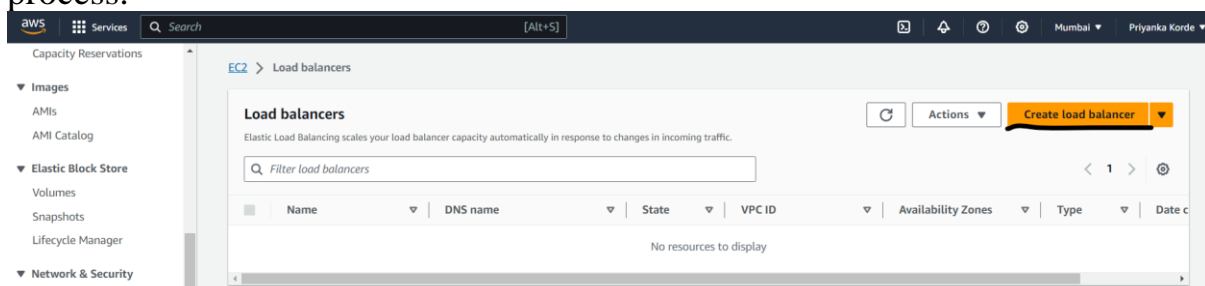 process.
aws Services Search [Alt+S] Mumbai Priyanka Korde
Capacity Reservations
Images
AMIs
AMI Catalog
Elastic Block Store
Volumes
Snapshots
Lifecycle Manager
Network & Security
EC2 > Load balancers
Load balancers
Actions
Create load balancer
Elastic Load Balancing scales your load balancer capacity automatically in response to changes in incoming traffic.
Filter load balancers
1
Name DNS name State VPC ID Availability Zones Type Date c
No resources to display